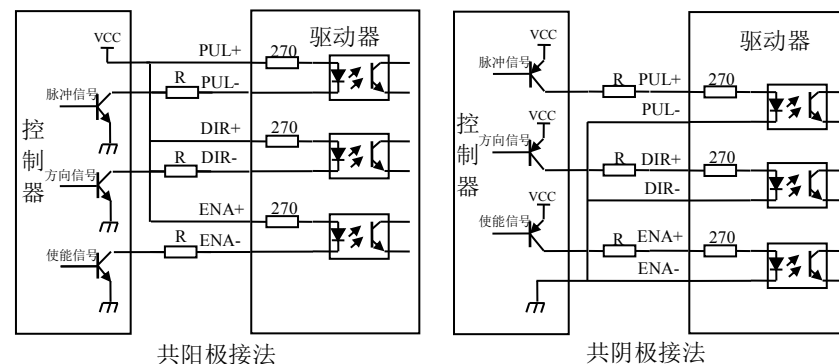 VCC
PUL+
270
驱动器
脉冲信号
R
PUL-
DIR+
270
控制器
方向信号
R
DIR-
ENA+
270
使能信号
R
ENA-
共阳极接法
VCC
驱动器
脉冲信号
R
PUL+
270
PUL-
VCC
控制器
方向信号
R
DIR+
270
DIR-
VCC
使能信号
R
ENA+
270
ENA-
共阴极接法